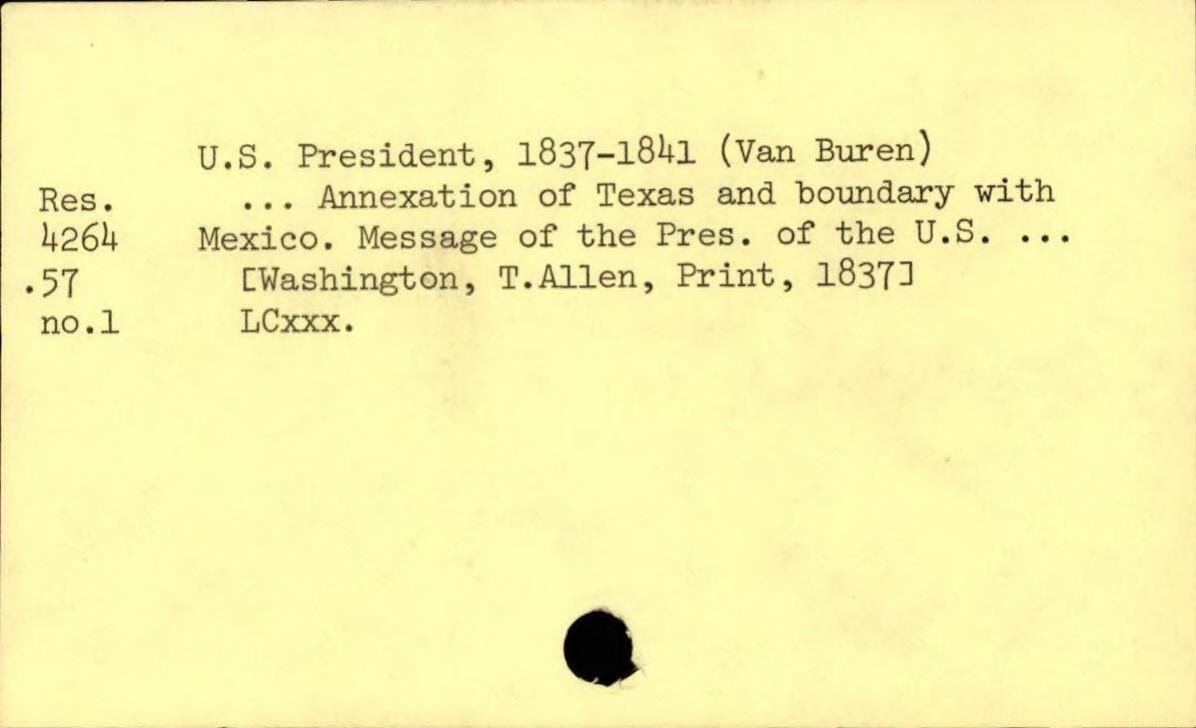 U.S. President, 1837-1841 (Van Buren)
Res. ... Annexation of Texas and boundary with
4264 Mexico. Message of the Pres. of the U.S. ...
.57 [Washington, T.Allen, Print, 1837]
no.1 LCxxx.